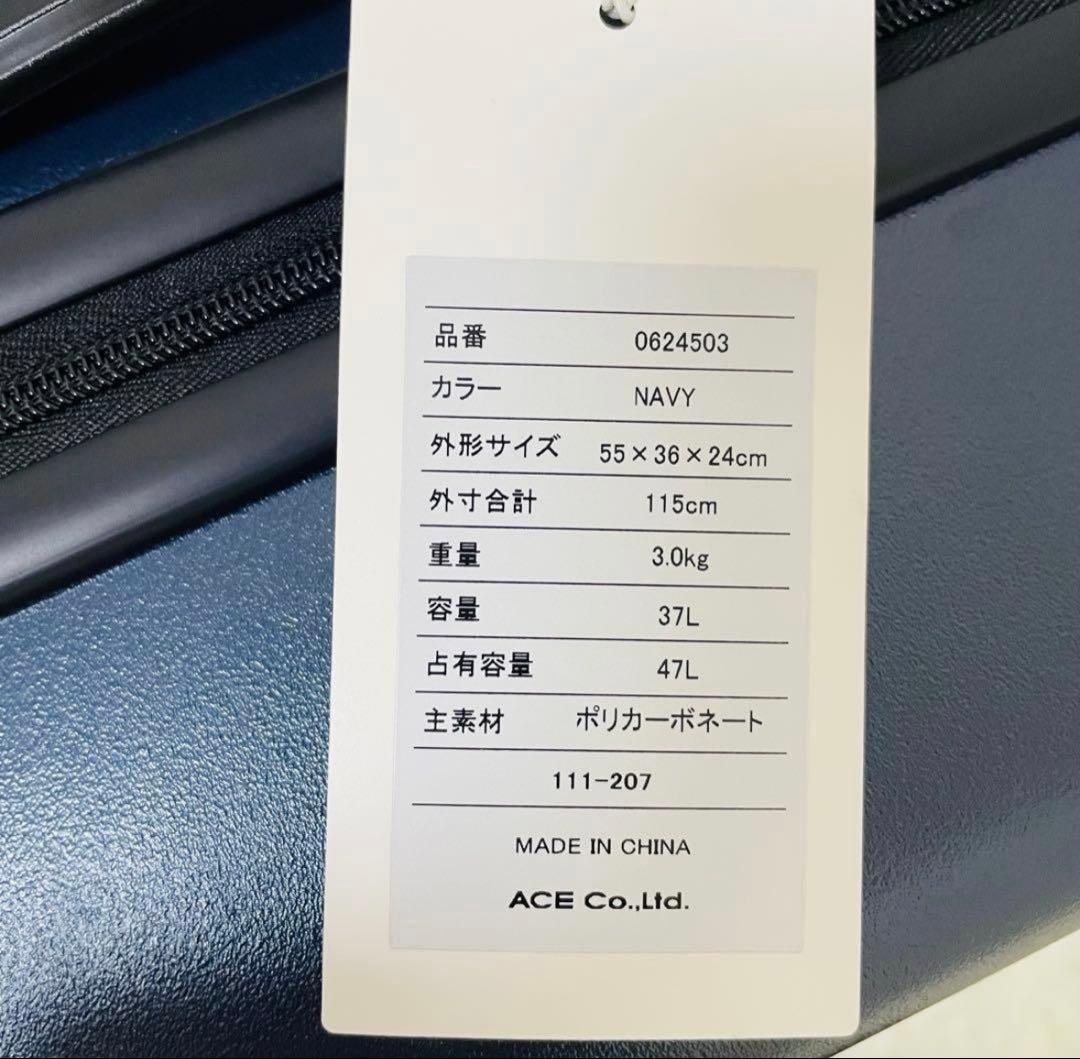 品番 0624503
カラー NAVY
外形サイズ 55×36×24cm
外寸合計 115cm
重量 3.0kg
容量 37L
占有容量 47L
主素材 ポリカーボネート
111-207
MADE IN CHINA
ACE Co.,Ltd.